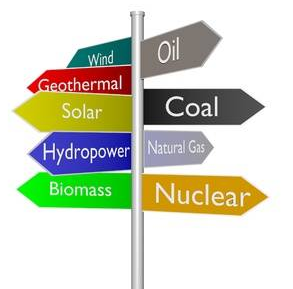 Wind
Oil
Geothermal
Solar
Coal
Hydropower
Natural Gas
Biomass
Nuclear